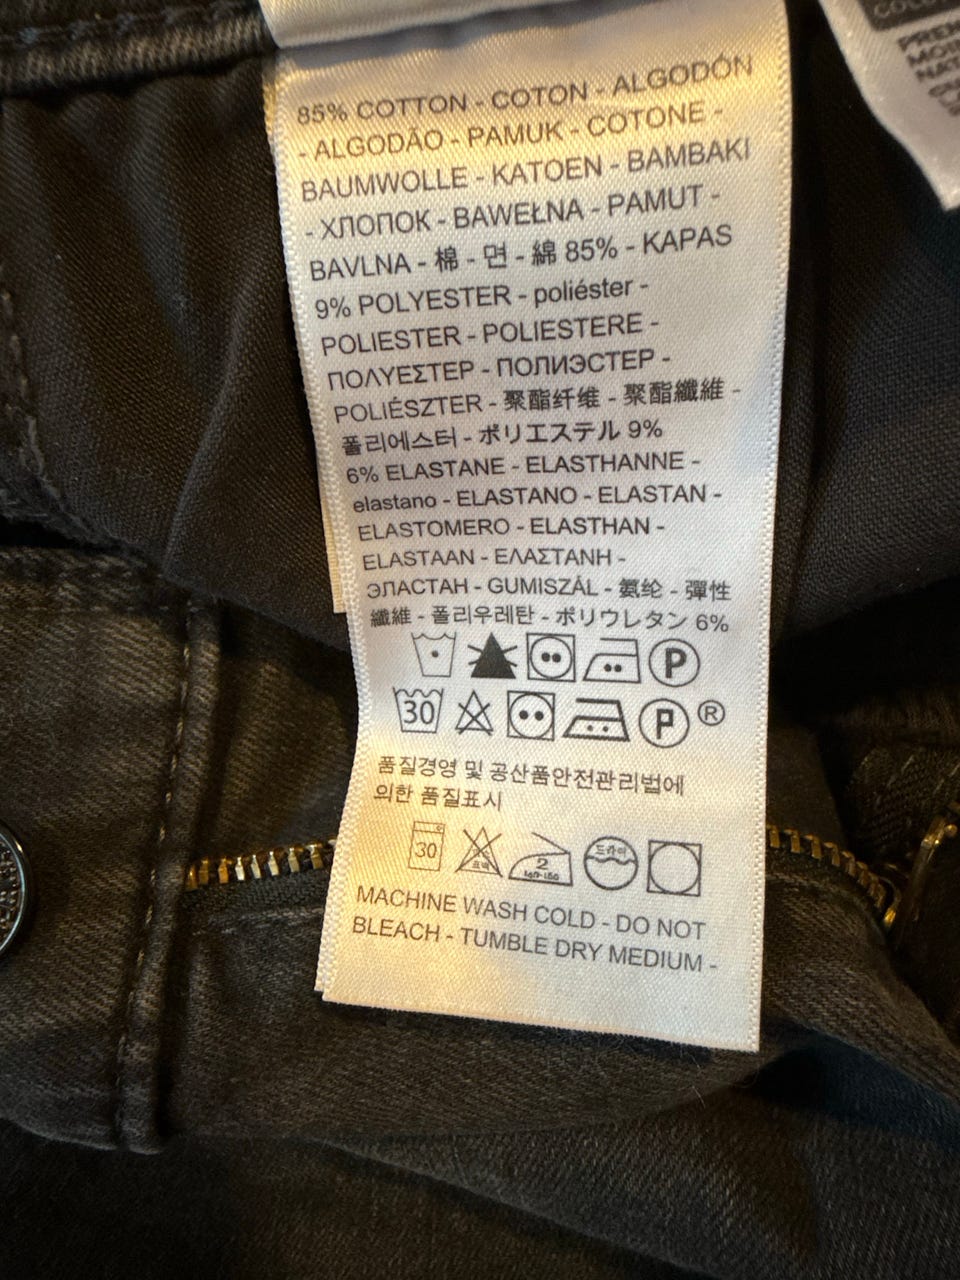 85% COTTON - COTON - ALGODÓN
- ALGODÃO - PAMUK - COTONE -
BAUMWOLLE - KATOEN - BAMBAKI
- ХЛОПОК - BAWEŁNA - PAMUT -
BAVLNA - 棉 - 면 - 綿 85% - KAPAS
9% POLYESTER - poliéster -
POLIESTER - POLIESTERE -
ΠΟΛΥΕΣΤΕΡ - ПОЛИЭСТЕР -
POLIÉSZTER - 聚酯纤维 - 聚酯纖維 -
폴리에스터 - ポリエステル 9%
6% ELASTANE - ELASTHANNE -
elastano - ELASTANO - ELASTAN -
ELASTOMERO - ELASTHAN -
ELASTAAN - ΕΛΑΣΤΑΝΗ -
ЭЛАСТАН - GUMISZÁL - 氨纶 - 彈性
纖維 - 폴리우레탄 - ポリウレタン 6%
P
30 P ®
품질경영 및 공산품안전관리법에
의한 품질표시
30 표백 2 드라이
MACHINE WASH COLD - DO NOT
BLEACH - TUMBLE DRY MEDIUM -